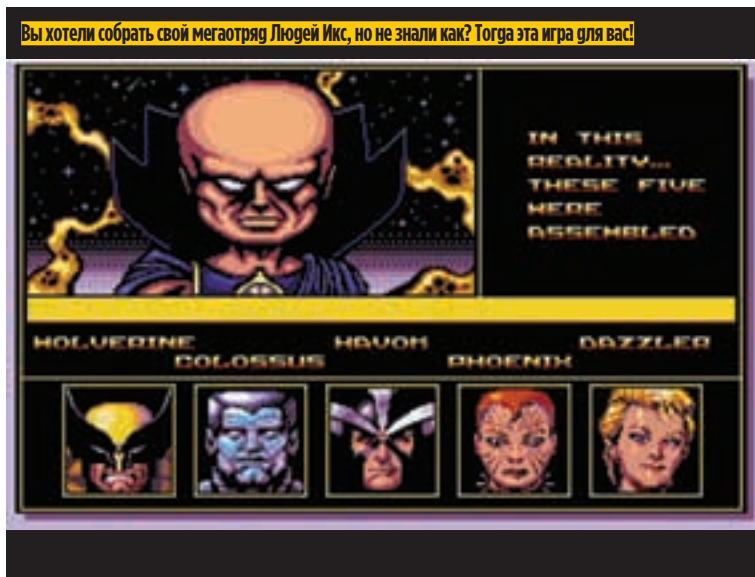 Вы хотели собрать свой мегаотряд Людей Икс, но не знали как? Тогда эта игра для вас!
IN THIS
REALITY...
THESE FIVE
WERE
ASSEMBLED
WOLVERINE HAVOK DAZZLER
COLOSSUS PHOENIX